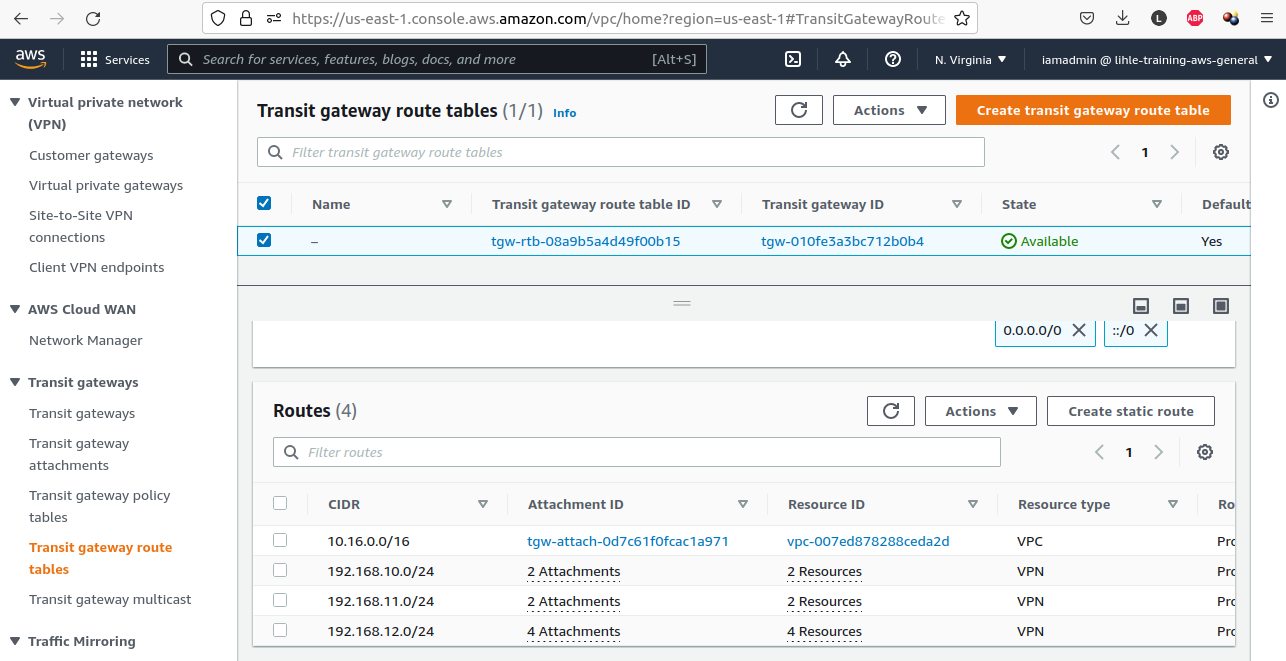 https://us-east-1.console.aws.amazon.com/vpc/home?region=us-east-1#TransitGatewayRoute
L
ABP
aws
Services
Search for services, features, blogs, docs, and more
[Alt+S]
N. Virginia
iamadmin @ lihle-training-aws-general
Virtual private network
(VPN)
Customer gateways
Virtual private gateways
Site-to-Site VPN
connections
Client VPN endpoints
AWS Cloud WAN
Network Manager
Transit gateways
Transit gateways
Transit gateway
attachments
Transit gateway policy
tables
Transit gateway route
tables
Transit gateway multicast
Traffic Mirroring
Transit gateway route tables (1/1) Info
Actions
Create transit gateway route table
Filter transit gateway route tables
1
Name Transit gateway route table ID Transit gateway ID State Default
– tgw-rtb-08a9b5a4d49f00b15 tgw-010fe3a3bc712b0b4 Available Yes
0.0.0.0/0 ::/0
Routes (4)
Actions
Create static route
Filter routes
1
CIDR Attachment ID Resource ID Resource type Ro
10.16.0.0/16 tgw-attach-0d7c61f0fcac1a971 vpc-007ed878288ceda2d VPC Pro
192.168.10.0/24 2 Attachments 2 Resources VPN Pro
192.168.11.0/24 2 Attachments 2 Resources VPN Pro
192.168.12.0/24 4 Attachments 4 Resources VPN Pro